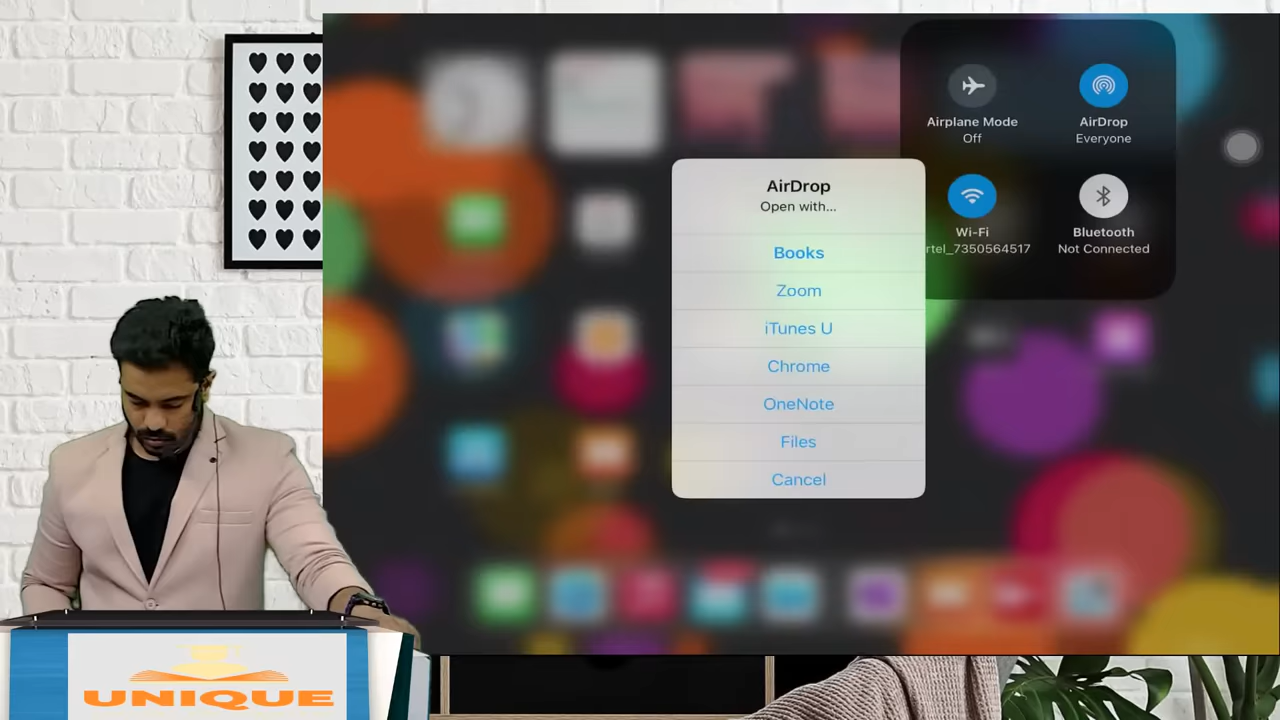 Airplane Mode
Off
AirDrop
Everyone
AirDrop
Open with...
Books
Zoom
iTunes U
Chrome
OneNote
Files
Cancel
Wi-Fi
rtel_7350564517
Bluetooth
Not Connected
UNIQUE